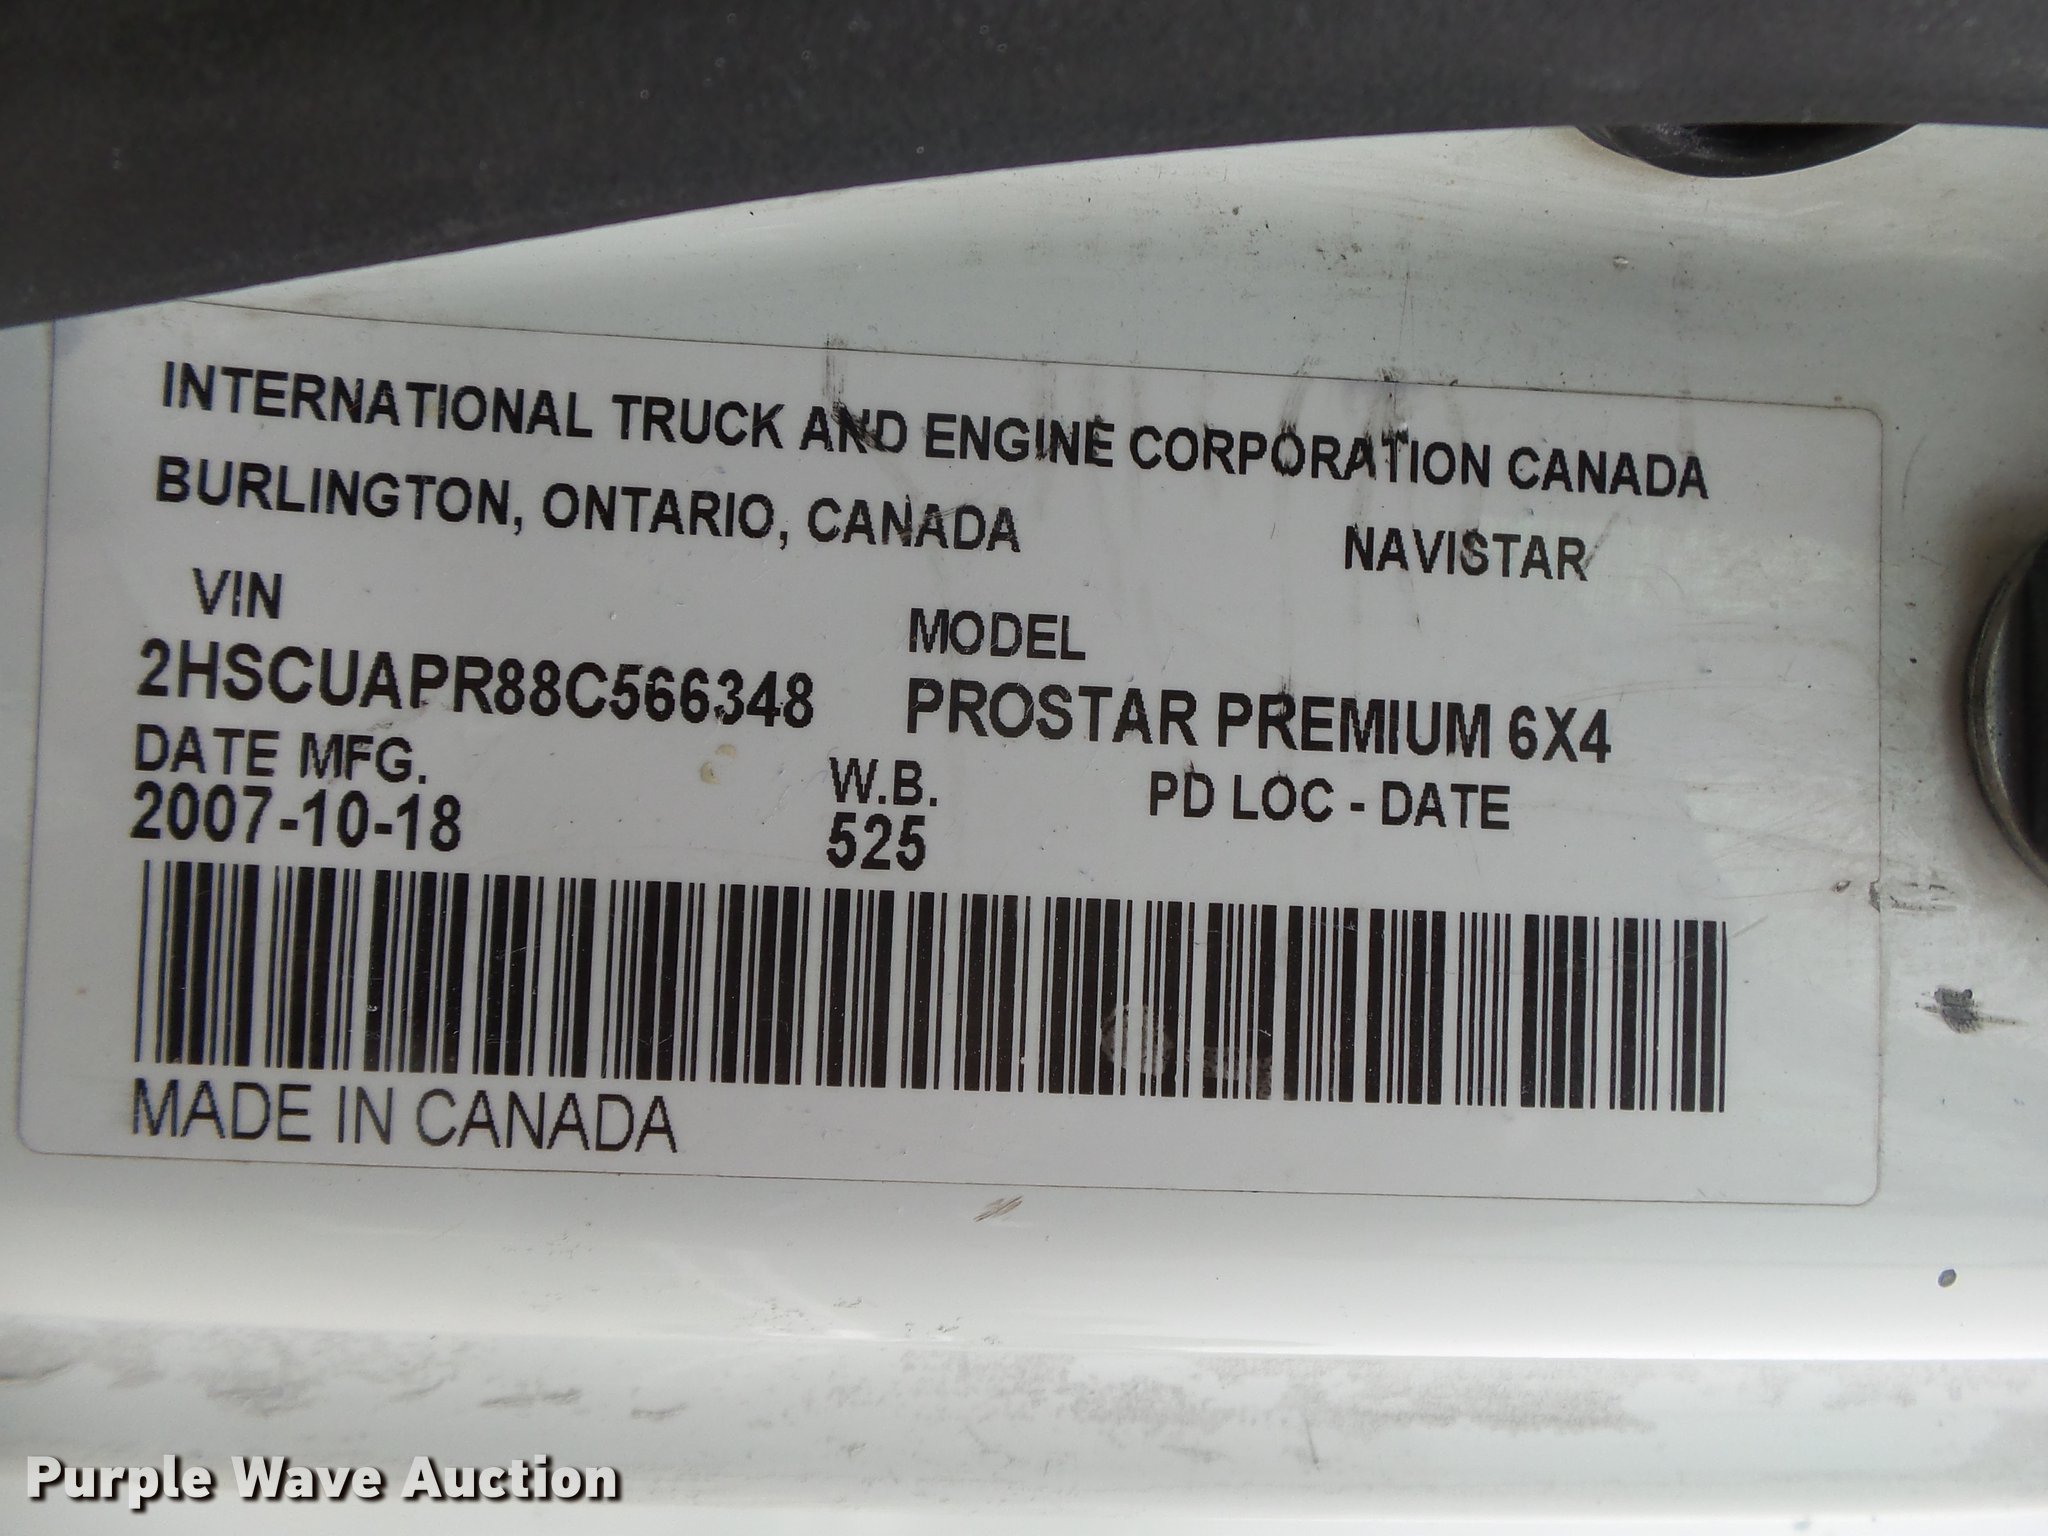 INTERNATIONAL TRUCK AND ENGINE CORPORATION CANADA
BURLINGTON, ONTARIO, CANADA NAVISTAR
VIN MODEL
2HSCUAPR88C566348 PROSTAR PREMIUM 6X4
DATE MFG. W.B. PD LOC - DATE
2007-10-18 525
MADE IN CANADA
Purple Wave Auction